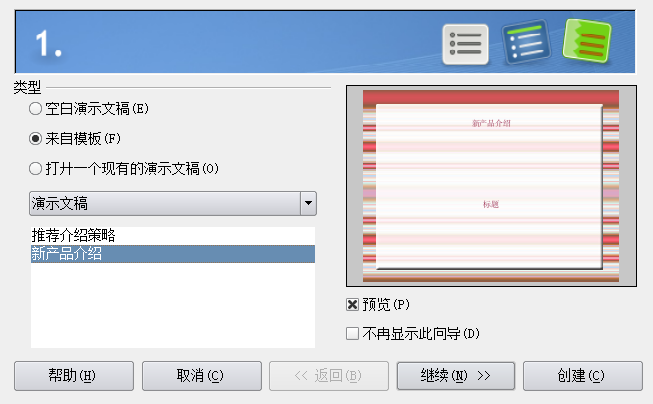 1.
类型
空白演示文稿(E)
来自模板(F)
打开一个现有的演示文稿(O)
演示文稿
推荐介绍策略
新产品介绍
新产品介绍
标题
预览(P)
不再显示此向导(D)
帮助(H)
取消(C)
<< 返回(B)
继续(N) >>
创建(C)